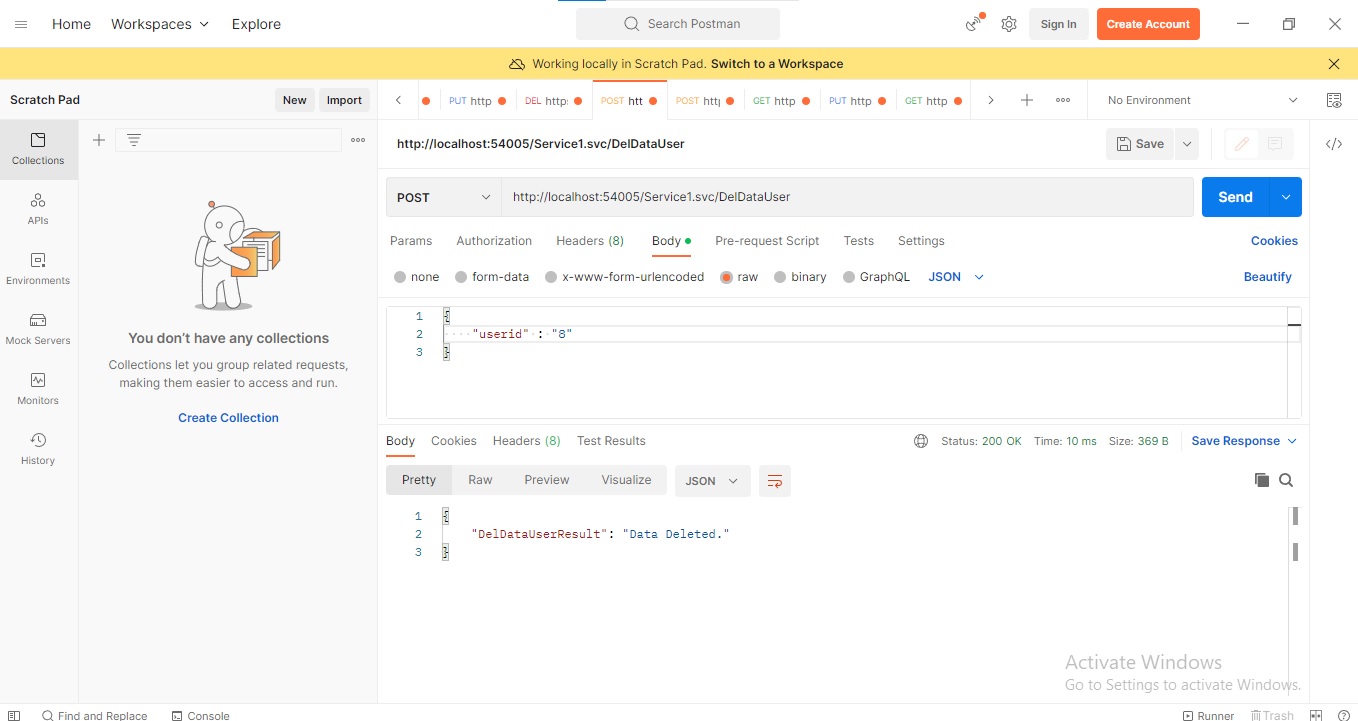 Home Workspaces Explore Search Postman Sign In Create Account
Working locally in Scratch Pad. Switch to a Workspace
Scratch Pad New Import
PUT http DEL http: POST htt POST http GET http PUT http GET http No Environment
Collections
APIs
Environments
Mock Servers
Monitors
History
You don't have any collections
Collections let you group related requests,
making them easier to access and run.
Create Collection
http://localhost:54005/Service1.svc/DelDataUser Save
POST http://localhost:54005/Service1.svc/DelDataUser Send
Params Authorization Headers (8) Body Pre-request Script Tests Settings Cookies
none form-data x-www-form-urlencoded raw binary GraphQL JSON Beautify
1 {
2 "userid" : "8"
3 }
Body Cookies Headers (8) Test Results Status: 200 OK Time: 10 ms Size: 369 B Save Response
Pretty Raw Preview Visualize JSON
1 {
2 "DelDataUserResult": "Data Deleted."
3 }
Activate Windows
Go to Settings to activate Windows.
Find and Replace Console Runner Trash